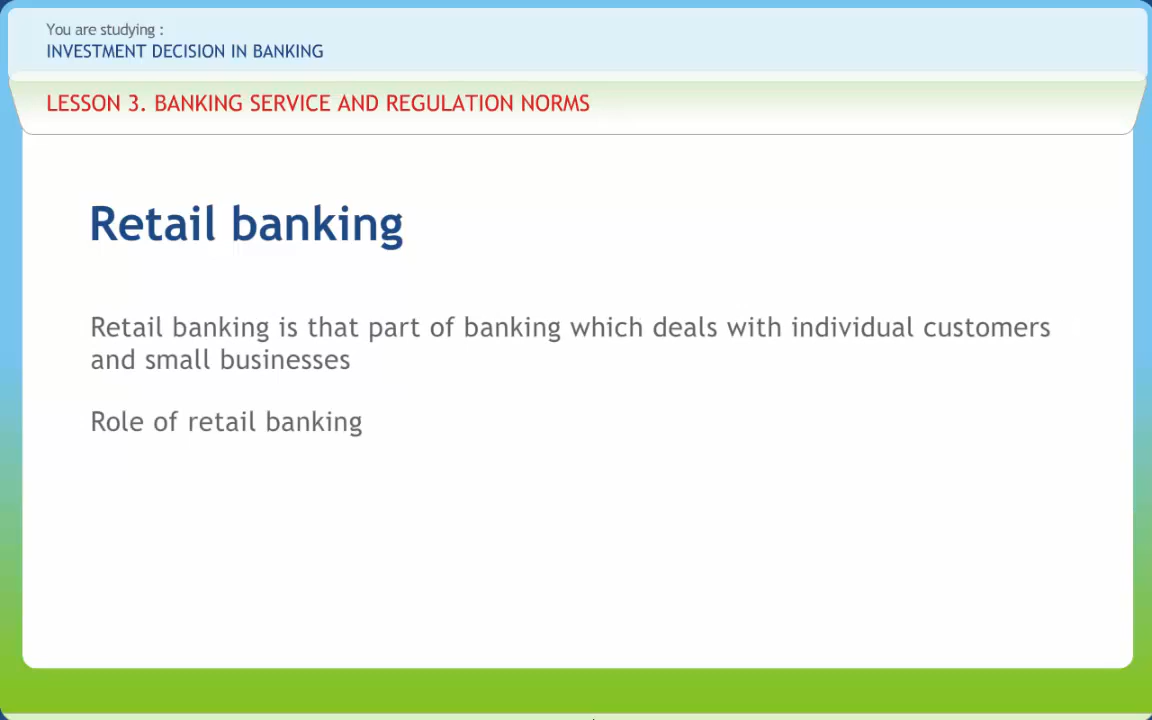 You are studying :
INVESTMENT DECISION IN BANKING
LESSON 3. BANKING SERVICE AND REGULATION NORMS
Retail banking
Retail banking is that part of banking which deals with individual customers
and small businesses
Role of retail banking